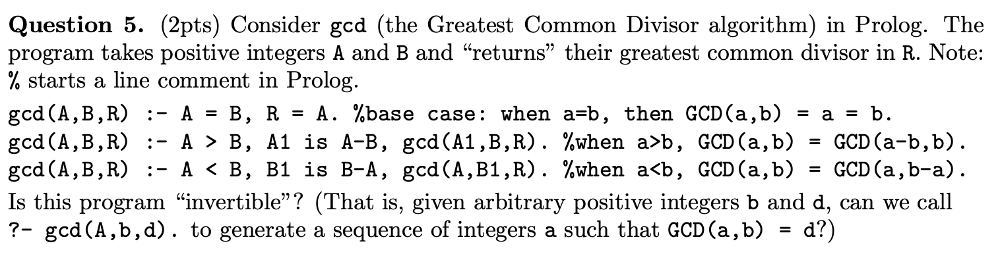 Question 5. (2pts) Consider gcd (the Greatest Common Divisor algorithm) in Prolog. The
program takes positive integers A and B and “returns” their greatest common divisor in R. Note:
% starts a line comment in Prolog.
gcd(A,B,R) :- A = B, R = A. %base case: when a=b, then GCD(a,b) = a = b.
gcd(A,B,R) :- A > B, A1 is A-B, gcd(A1,B,R). %when a>b, GCD(a,b) = GCD(a-b,b).
gcd(A,B,R) :- A < B, B1 is B-A, gcd(A,B1,R). %when a<b, GCD(a,b) = GCD(a,b-a).
Is this program “invertible”? (That is, given arbitrary positive integers b and d, can we call
?- gcd(A,b,d). to generate a sequence of integers a such that GCD(a,b) = d?)